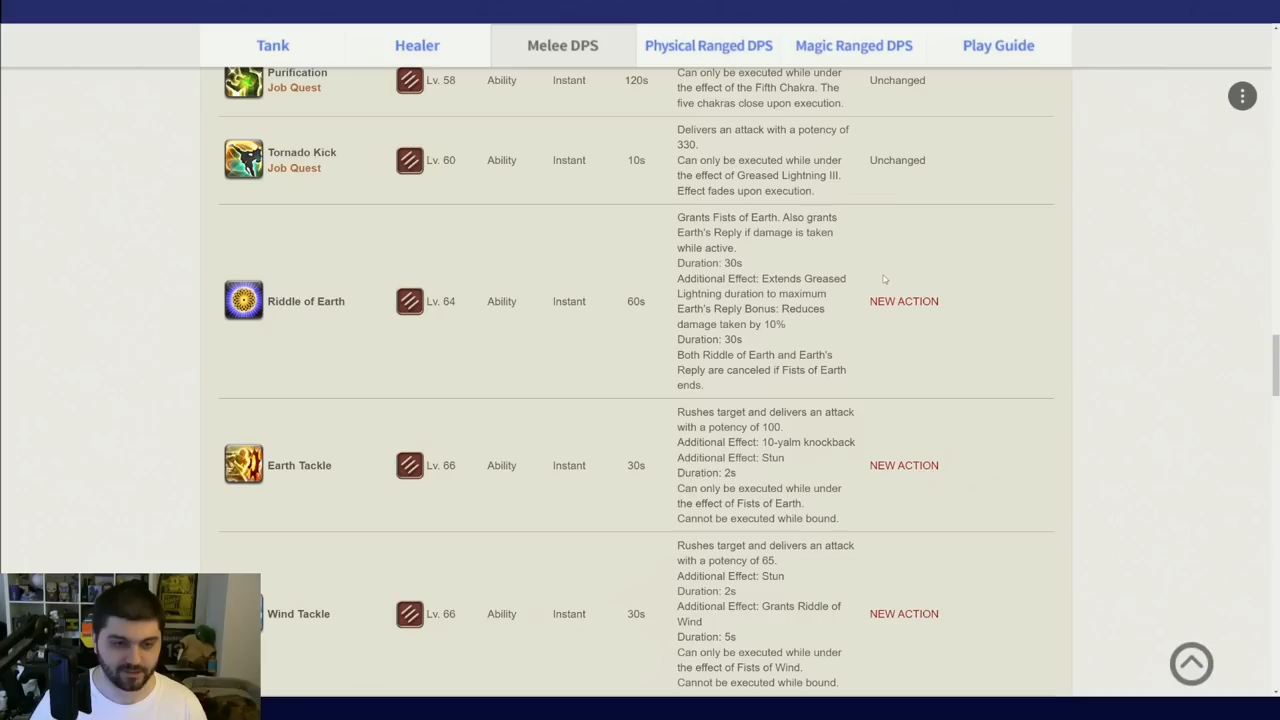 Tank
Healer
Melee DPS
Physical Ranged DPS
Magic Ranged DPS
Play Guide
Purification
Job Quest
Lv. 58
Ability
Instant
120s
Can only be executed while under
the effect of the Fifth Chakra. The
five chakras close upon execution.
Unchanged
Tornado Kick
Job Quest
Lv. 60
Ability
Instant
10s
Delivers an attack with a potency of
330.
Can only be executed while under
the effect of Greased Lightning III.
Effect fades upon execution.
Unchanged
Riddle of Earth
Lv. 64
Ability
Instant
60s
Grants Fists of Earth. Also grants
Earth's Reply if damage is taken
while active.
Duration: 30s
Additional Effect: Extends Greased
Lightning duration to maximum
Earth's Reply Bonus: Reduces
damage taken by 10%
Duration: 30s
Both Riddle of Earth and Earth's
Reply are canceled if Fists of Earth
ends.
NEW ACTION
Earth Tackle
Lv. 66
Ability
Instant
30s
Rushes target and delivers an attack
with a potency of 100.
Additional Effect: 10-yalm knockback
Additional Effect: Stun
Duration: 2s
Can only be executed while under
the effect of Fists of Earth.
Cannot be executed while bound.
NEW ACTION
Wind Tackle
Lv. 66
Ability
Instant
30s
Rushes target and delivers an attack
with a potency of 65.
Additional Effect: Stun
Duration: 2s
Additional Effect: Grants Riddle of
Wind
Duration: 5s
Can only be executed while under
the effect of Fists of Wind.
Cannot be executed while bound.
NEW ACTION